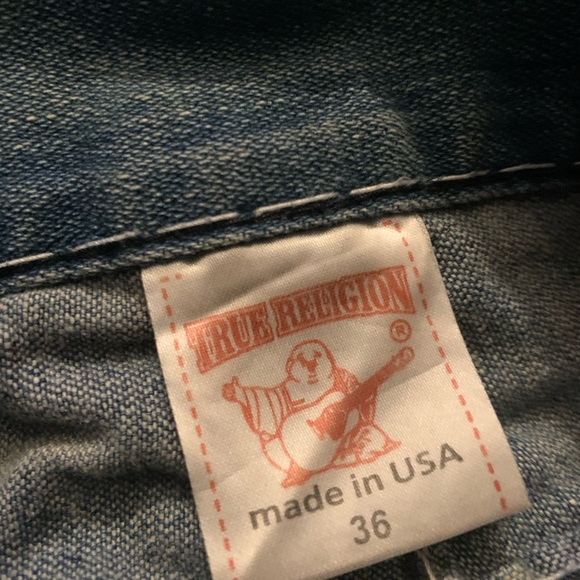 TRUE RELIGION
®
made in USA
36